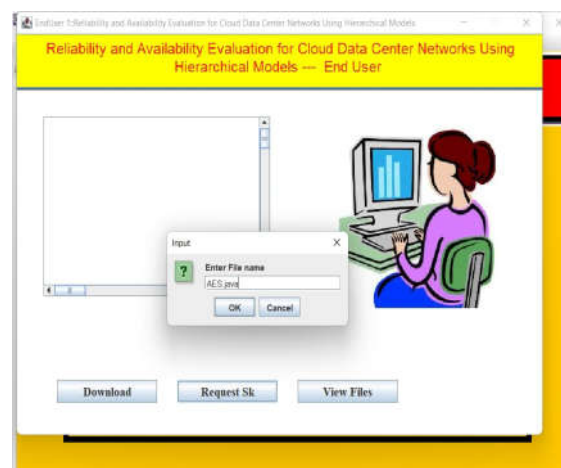 EndUser 1:Reliability and Availability Evaluation for Cloud Data Center Networks Using Hierarchical Models
Reliability and Availability Evaluation for Cloud Data Center Networks Using
Hierarchical Models --- End User
Input
Enter File name
AES.java
OK Cancel
Download Request Sk View Files